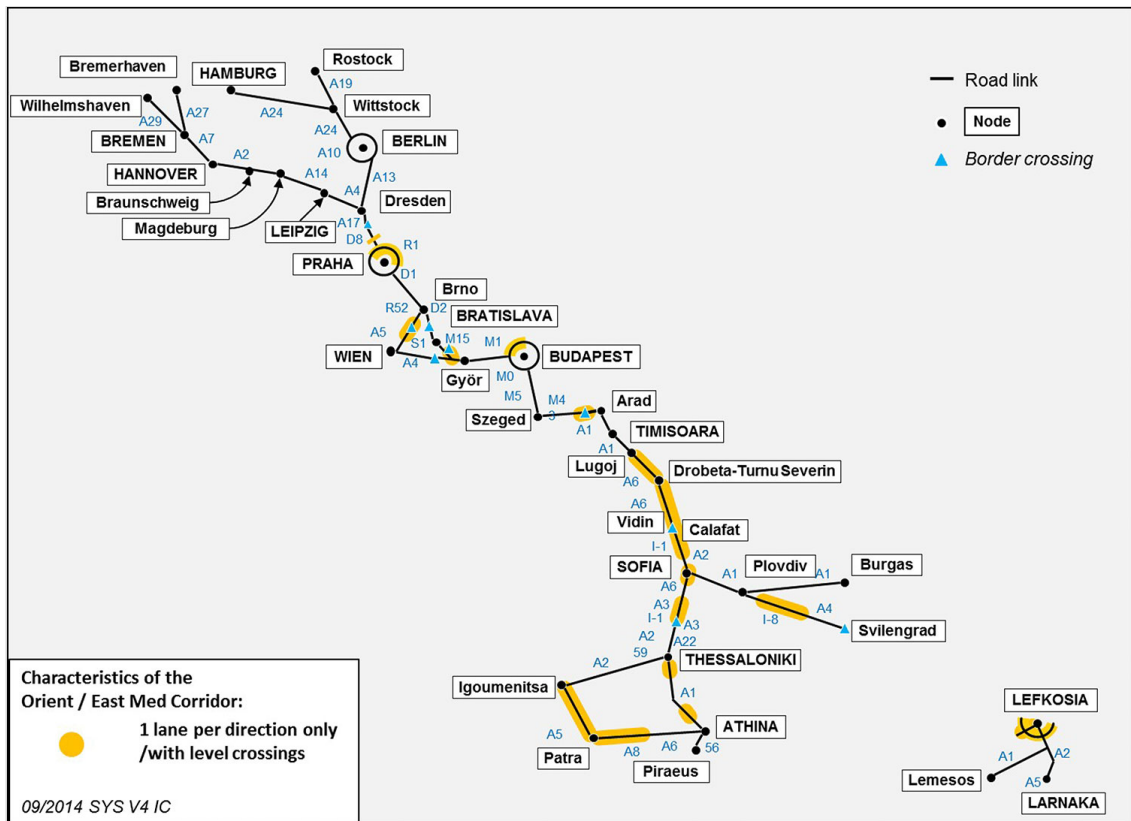 Rostock
Bremerhaven
HAMBURG
A19
Road link
Wilhelmshaven
A27
A24
Wittstock
A29
A24
Node
BREMEN
A7
A10
BERLIN
Border crossing
HANNOVER
A2
A14
A13
Braunschweig
A4
Dresden
Magdeburg
LEIPZIG
A17
D8
R1
PRAHA
D1
Brno
R52
D2
BRATISLAVA
A5
S1
M15
M1
WIEN
A4
BUDAPEST
Györ
M0
M5
M4
3
Arad
Szeged
A1
TIMISOARA
A1
Lugoj
Drobeta-Turnu Severin
A6
A6
Vidin
Calafat
I-1
A2
SOFIA
Plovdiv
Burgas
A6
A1
A1
A3
I-1
A3
I-8
A4
Svilengrad
A2
A22
59
THESSALONIKI
A2
Igoumenitsa
A1
ATHINA
A5
A8
A6
56
Patra
Piraeus
LEFKOSIA
A1
A2
Lemesos
A5
LARNAKA
Characteristics of the
Orient / East Med Corridor:
1 lane per direction only
/with level crossings
09/2014 SYS V4 IC